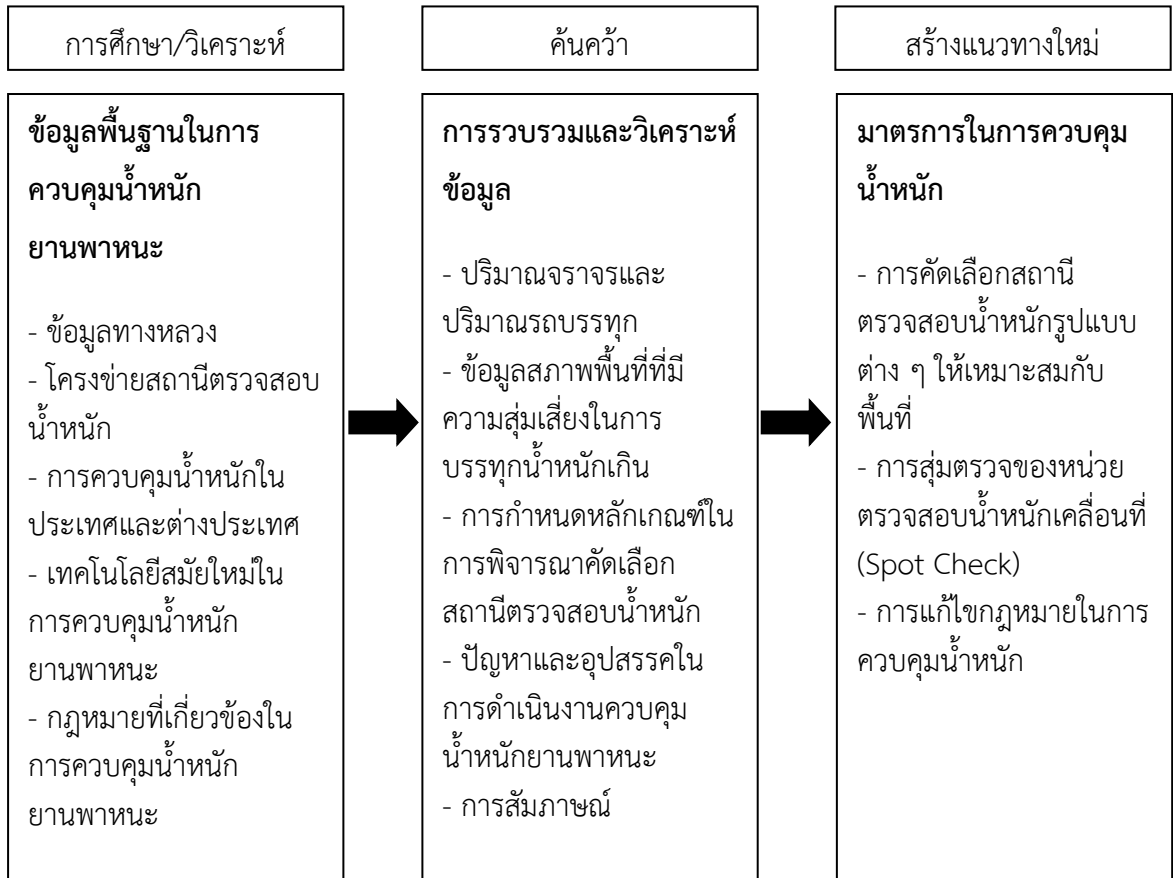 การศึกษา/วิเคราะห์
ค้นคว้า
สร้างแนวทางใหม่
ข้อมูลพื้นฐานในการ
ควบคุมน้ำหนัก
ยานพาหนะ
- ข้อมูลทางหลวง
- โครงข่ายสถานีตรวจสอบ
น้ำหนัก
- การควบคุมน้ำหนักใน
ประเทศและต่างประเทศ
- เทคโนโลยีสมัยใหม่ใน
การควบคุมน้ำหนัก
ยานพาหนะ
- กฎหมายที่เกี่ยวข้องใน
การควบคุมน้ำหนัก
ยานพาหนะ
การรวบรวมและวิเคราะห์
ข้อมูล
- ปริมาณจราจรและ
ปริมาณรถบรรทุก
- ข้อมูลสภาพพื้นที่ที่มี
ความสุ่มเสี่ยงในการ
บรรทุกน้ำหนักเกิน
- การกำหนดหลักเกณฑ์ใน
การพิจารณาคัดเลือก
สถานีตรวจสอบน้ำหนัก
- ปัญหาและอุปสรรคใน
การดำเนินงานควบคุม
น้ำหนักยานพาหนะ
- การสัมภาษณ์
มาตรการในการควบคุม
น้ำหนัก
- การคัดเลือกสถานี
ตรวจสอบน้ำหนักรูปแบบ
ต่าง ๆ ให้เหมาะสมกับ
พื้นที่
- การสุ่มตรวจของหน่วย
ตรวจสอบน้ำหนักเคลื่อนที่
(Spot Check)
- การแก้ไขกฎหมายในการ
ควบคุมน้ำหนัก